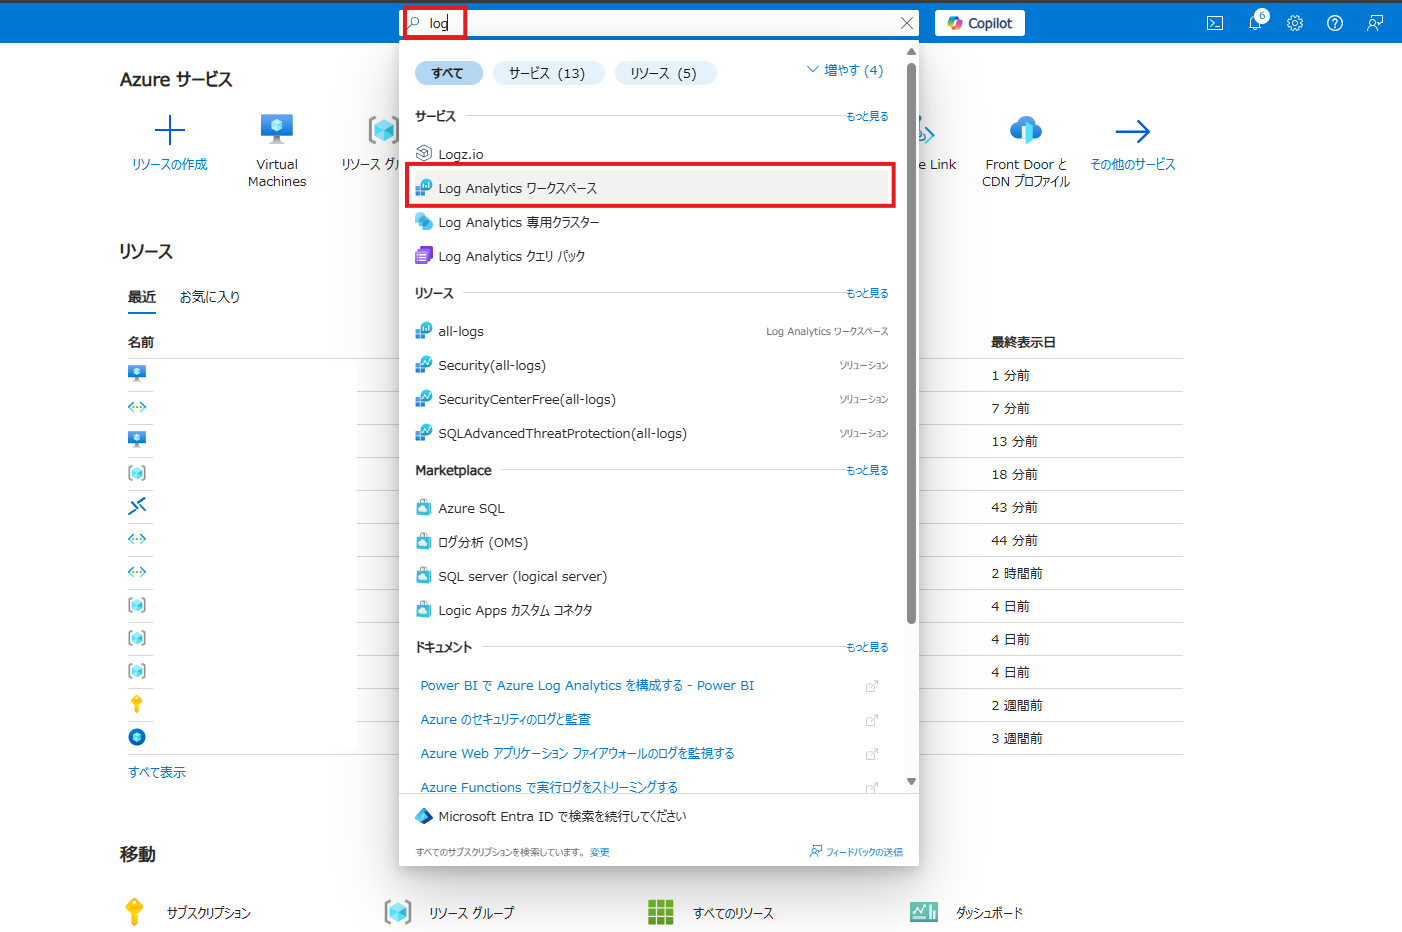 log
Copilot
6
Azure サービス
リソースの作成
Virtual
Machines
リソース グル
e Link
Front Door と
CDN プロファイル
その他のサービス
すべて
サービス (13)
リソース (5)
増やす (4)
サービス
もっと見る
Logz.io
Log Analytics ワークスペース
Log Analytics 専用クラスター
Log Analytics クエリ パック
リソース
もっと見る
all-logs
Log Analytics ワークスペース
Security(all-logs)
ソリューション
SecurityCenterFree(all-logs)
ソリューション
SQLAdvancedThreatProtection(all-logs)
ソリューション
Marketplace
もっと見る
Azure SQL
ログ分析 (OMS)
SQL server (logical server)
Logic Apps カスタム コネクタ
ドキュメント
もっと見る
Power BI で Azure Log Analytics を構成する - Power BI
Azure のセキュリティのログと監査
Azure Web アプリケーション ファイアウォールのログを監視する
Azure Functions で実行ログをストリーミングする
Microsoft Entra ID で検索を続行してください
すべてのサブスクリプションを検索しています。 変更
フィードバックの送信
リソース
最近
お気に入り
名前
最終表示日
1 分前
7 分前
13 分前
18 分前
43 分前
44 分前
2 時間前
4 日前
4 日前
4 日前
2 週間前
3 週間前
すべて表示
移動
サブスクリプション
リソース グループ
すべてのリソース
ダッシュボード